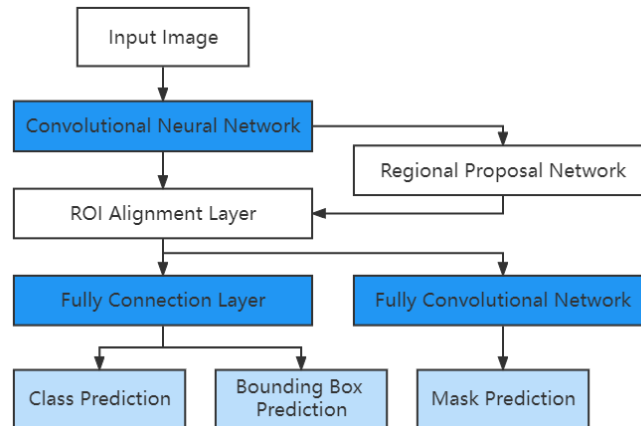 Input Image
Convolutional Neural Network
Regional Proposal Network
ROI Alignment Layer
Fully Connection Layer
Fully Convolutional Network
Class Prediction
Bounding Box
Prediction
Mask Prediction